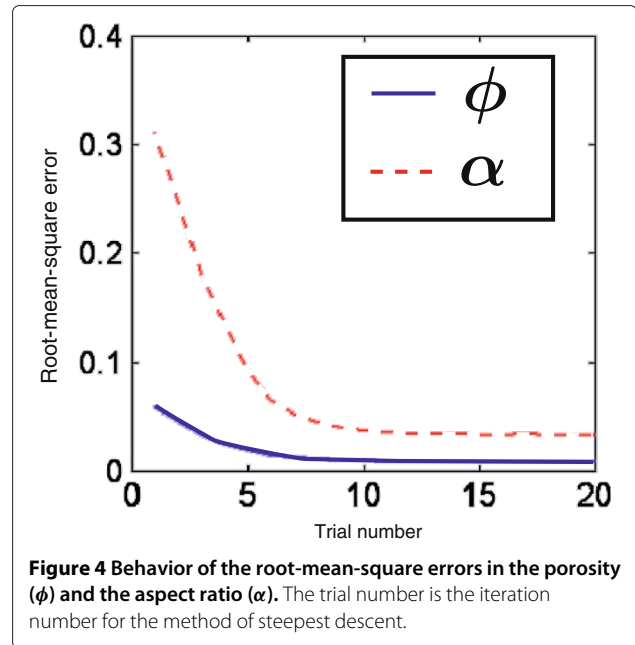 0.4
ϕ
0.3
α
0.2
Root-mean-square error
0.1
0
0 5 10 15 20
Trial number
Figure 4 Behavior of the root-mean-square errors in the porosity
(ϕ) and the aspect ratio (α). The trial number is the iteration
number for the method of steepest descent.